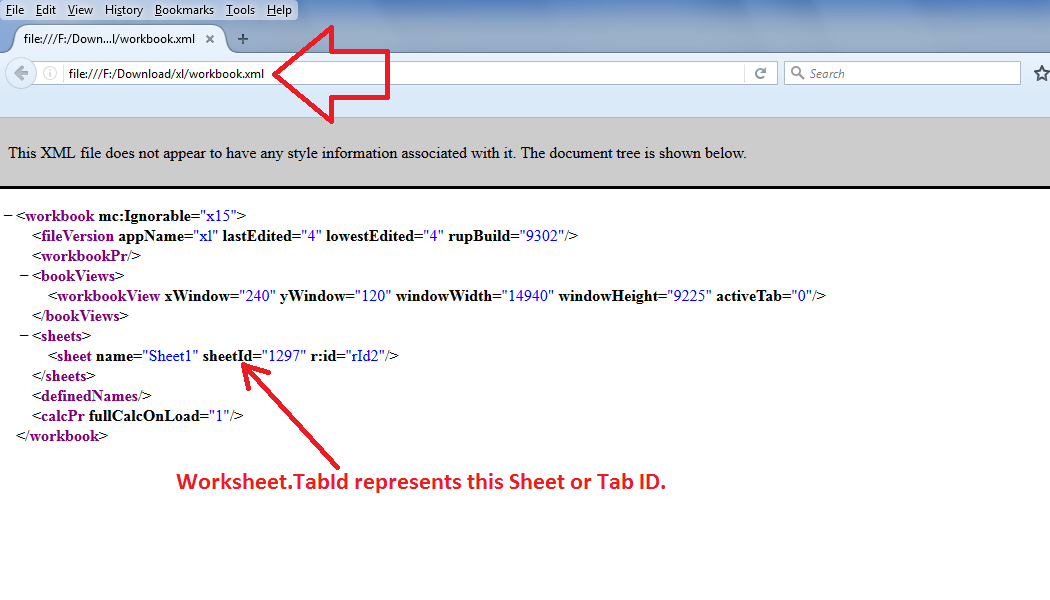 File Edit View History Bookmarks Tools Help
file:///F:/Down...l/workbook.xml × +
file:///F:/Download/xl/workbook.xml Search
This XML file does not appear to have any style information associated with it. The document tree is shown below.
−<workbook mc:Ignorable="x15">
<fileVersion appName="xl" lastEdited="4" lowestEdited="4" rupBuild="9302"/>
<workbookPr/>
−<bookViews>
<workbookView xWindow="240" yWindow="120" windowWidth="14940" windowHeight="9225" activeTab="0"/>
</bookViews>
−<sheets>
<sheet name="Sheet1" sheetId="1297" r:id="rId2"/>
</sheets>
<definedNames/>
<calcPr fullCalcOnLoad="1"/>
</workbook>
Worksheet.TabId represents this Sheet or Tab ID.